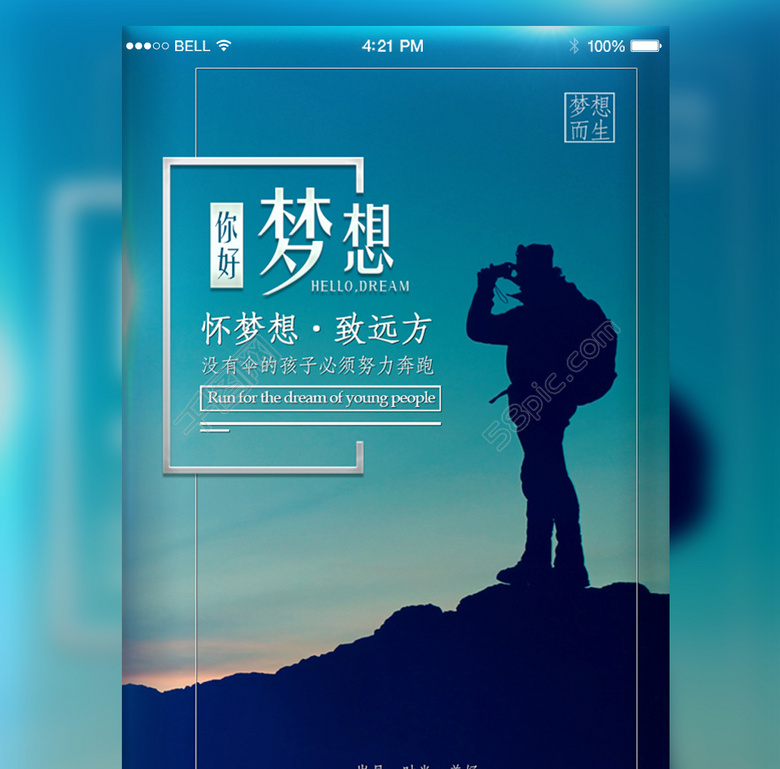 BELL 4:21 PM 100%
梦想
而生
你好
梦想
HELLO,DREAM
怀梦想·致远方
没有伞的孩子必须努力奔跑
Run for the dream of young people
58pic.com